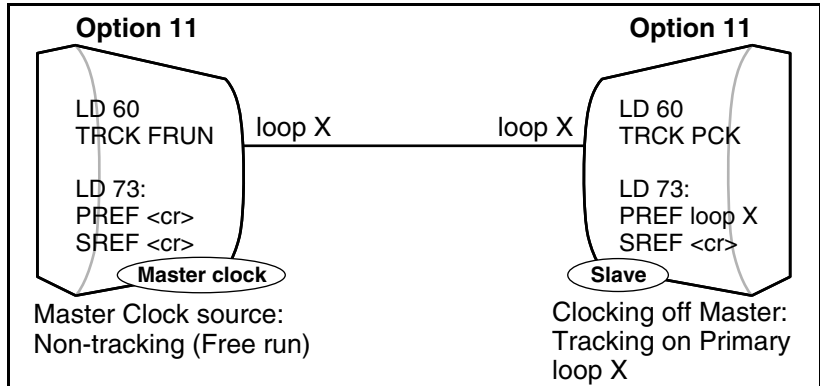 Option 11
LD 60
TRCK FRUN
LD 73:
PREF <cr>
SREF <cr>
Master clock
Master Clock source:
Non-tracking (Free run)
loop X
loop X
Option 11
LD 60
TRCK PCK
LD 73:
PREF loop X
SREF <cr>
Slave
Clocking off Master:
Tracking on Primary
loop X